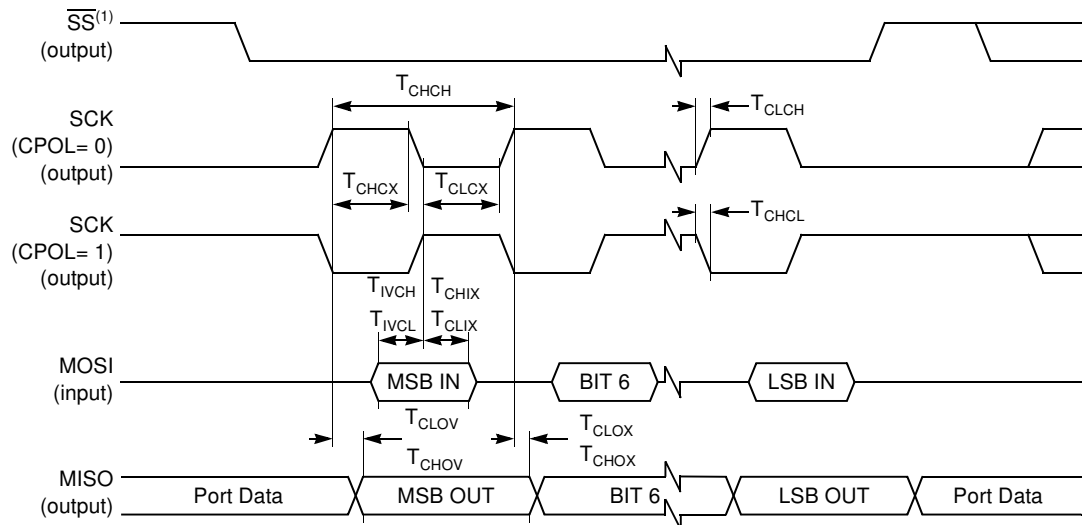 SS(1)
(output)
TCHCH
TCLCH
SCK
(CPOL= 0)
(output)
TCHCX
TCLCX
TCHCL
SCK
(CPOL= 1)
(output)
TIVCH
TCHIX
TIVCL
TCLIX
MOSI
(input)
MSB IN
BIT 6
LSB IN
TCLOV
TCLOX
TCHOV
TCHOX
MISO
(output)
Port Data
MSB OUT
BIT 6
LSB OUT
Port Data